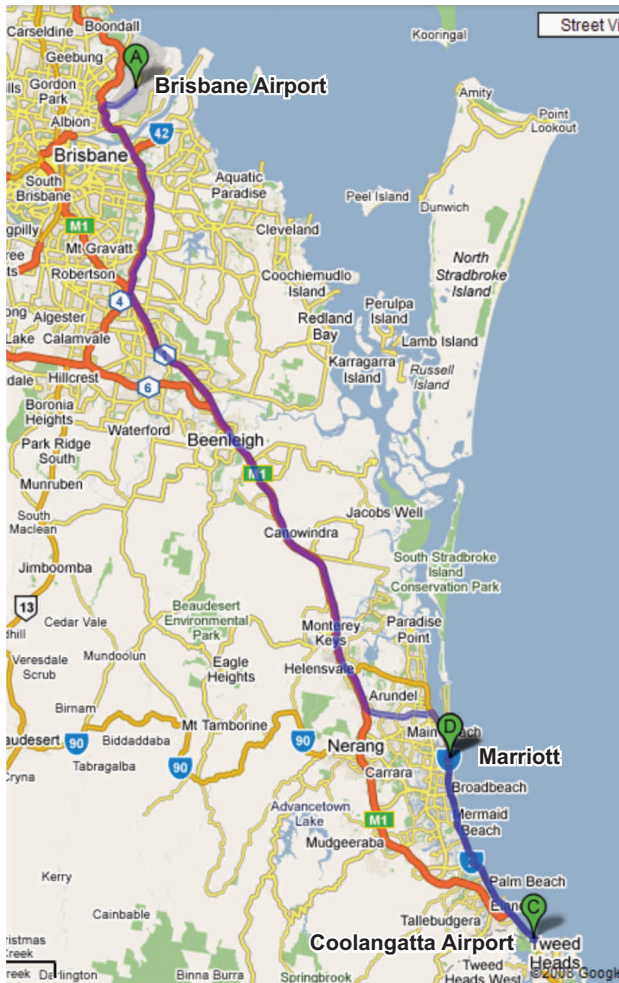 Boondall
Carseldine
Kooringal
Street Vi
Geebung
A
Brisbane Airport
Gordon
Park
Amity
Point
Lookout
Albion
42
Brisbane
Aquatic
Paradise
South
Brisbane
Peel Island
Dunwich
M1
Cleveland
Mt Gravatt
North
Stradbroke
Island
Robertson
Coochiemudlo
Island
4
Perulpa
Island
Algester
Redland
Bay
Lake
Calamvale
Lamb Island
Karragarra
Island
Russell
Island
Hillcrest
6
Boronia
Heights
Waterford
Beenleigh
Park Ridge
South
M1
Munruben
Jacobs Well
South
Maclean
Canowindra
South Stradbroke
Island
Conservation Park
Jimboomba
13
Beaudesert
Environmental
Park
Cedar Vale
Monterey
Keys
Paradise
Point
Veresdale
Scrub
Mundoolun
Eagle
Heights
Helensvale
Arundel
Birnam
Mt Tamborine
90
D
audesert
90
Biddaddaba
90
Nerang
Marriott
Tabragalba
Cryna
Carrara
Broadbeach
Advancetown
Lake
Mermaid
Beach
M1
Mudgeeraba
Kerry
Palm Beach
C
Cainbable
Tallebudgera
Coolangatta Airport
Tweed
Heads
Tweed
Heads West
Creek
Darlington
Binna Burra
Springbrook
©2008 Google